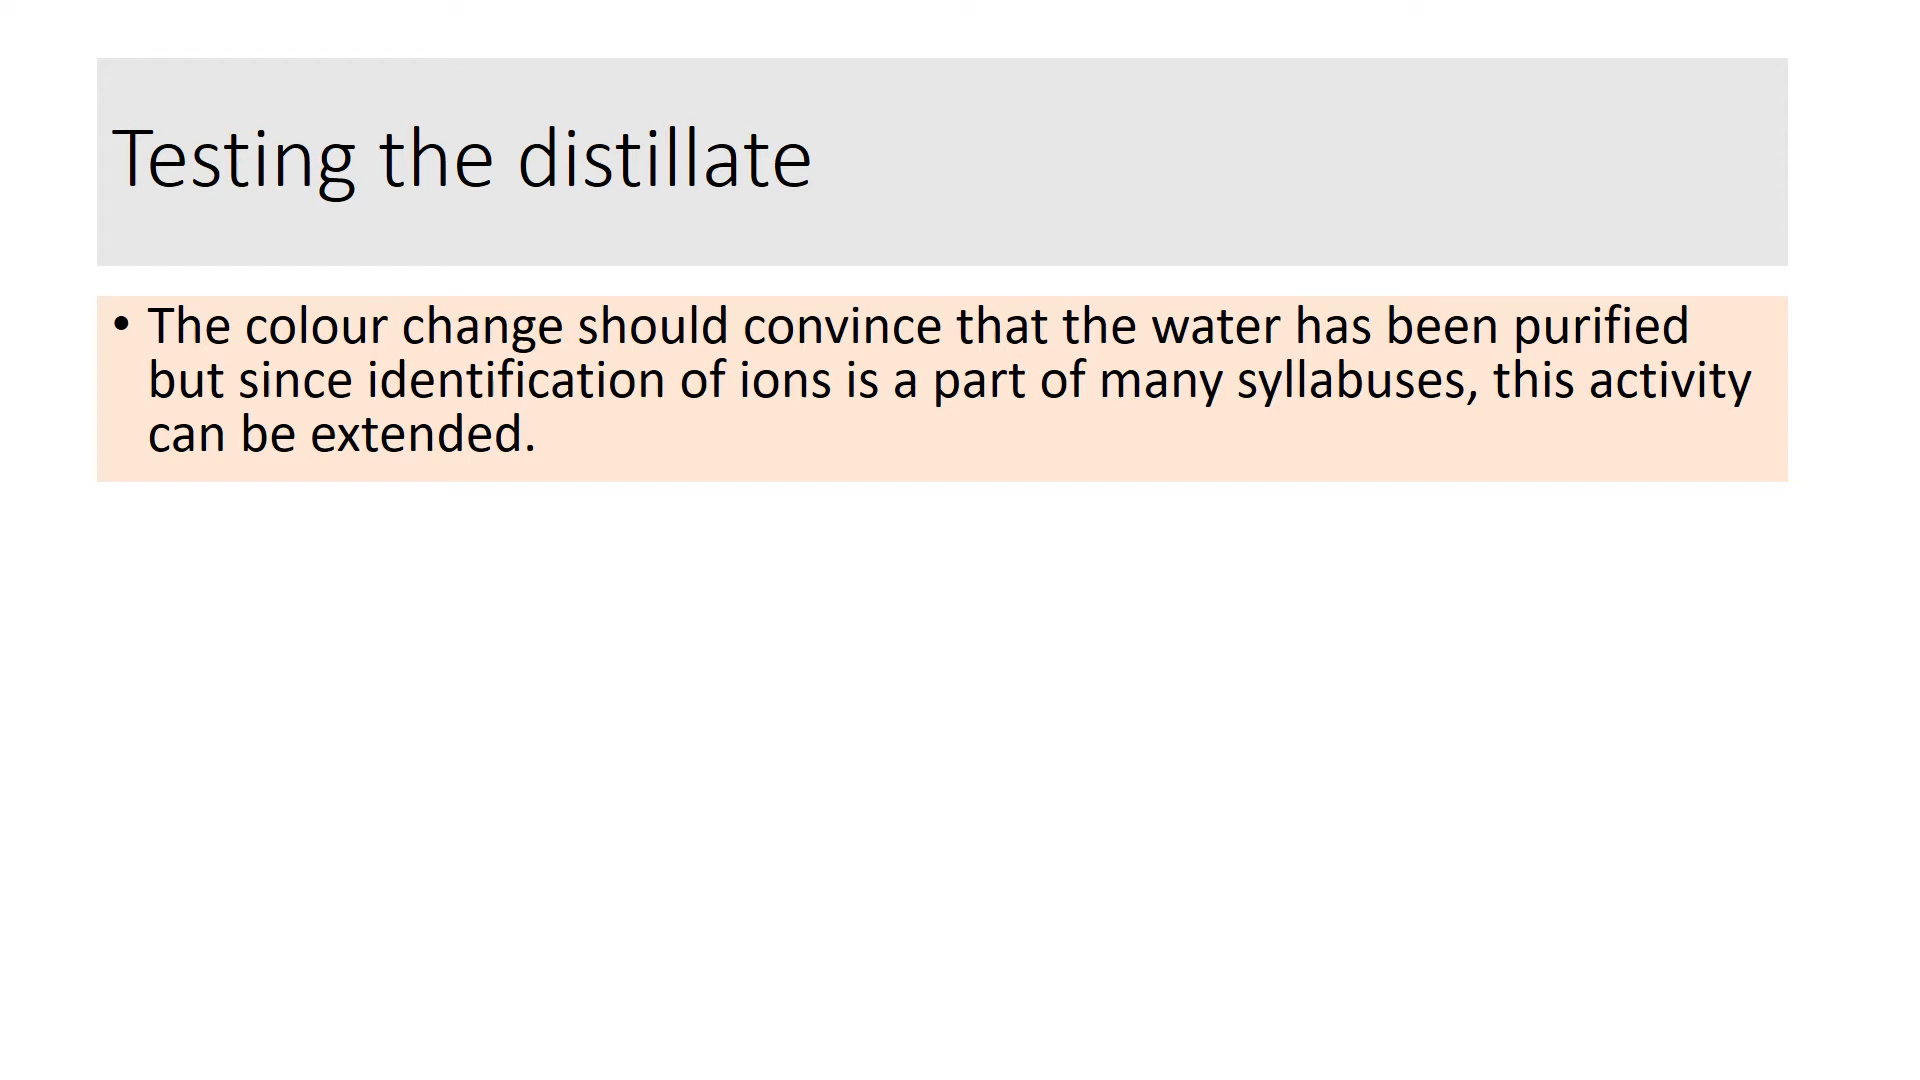 Testing the distillate
• The colour change should convince that the water has been purified
but since identification of ions is a part of many syllabuses, this activity
can be extended.